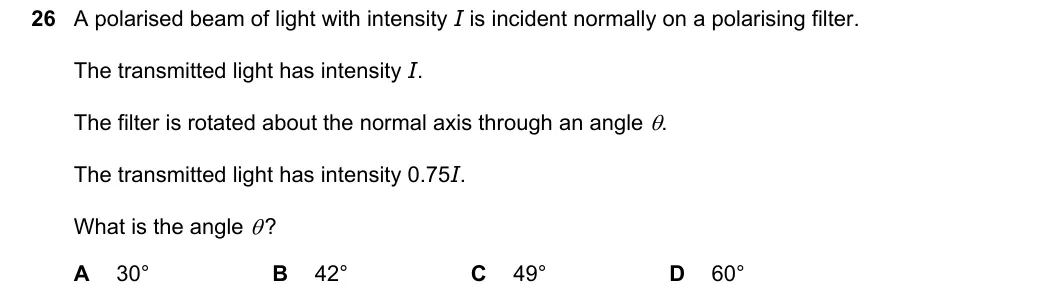 26 A polarised beam of light with intensity I is incident normally on a polarising filter.
The transmitted light has intensity I.
The filter is rotated about the normal axis through an angle θ.
The transmitted light has intensity 0.75I.
What is the angle θ?
A 30° B 42° C 49° D 60°